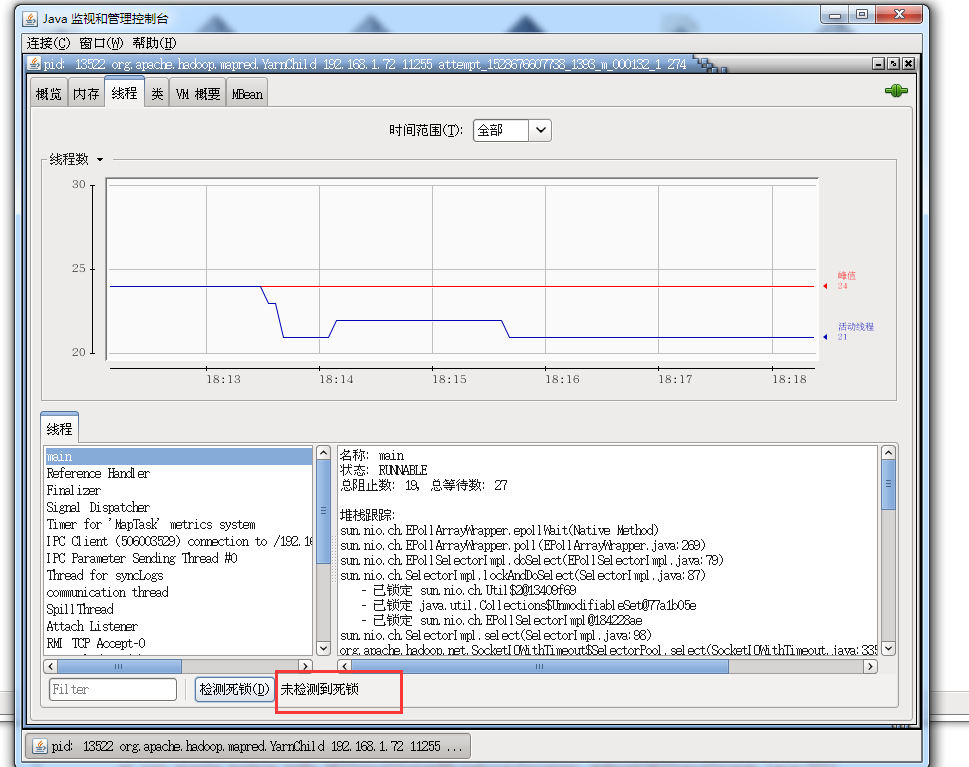 Java 监视和管理控制台
连接(C) 窗口(W) 帮助(H)
pid: 13522 org.apache.hadoop.mapred.YarnChild 192.168.1.72 11255 attempt_1528676607738_1393_m_000132_1 274
概览 内存 线程 类 VM 概要 MBean
时间范围(T): 全部
线程数
30
25
20
峰值
24
活动线程
21
18:13 18:14 18:15 18:16 18:17 18:18
线程
main
Reference Handler
Finalizer
Signal Dispatcher
Timer for 'MapTask' metrics system
IPC Client (506003529) connection to /192.16
IPC Parameter Sending Thread #0
Thread for syncLogs
communication thread
SpillThread
Attach Listener
RMI TCP Accept-0
名称: main
状态: RUNNABLE
总阻止数: 19, 总等待数: 27
堆栈跟踪:
sun.nio.ch.EPollArrayWrapper.epollWait(Native Method)
sun.nio.ch.EPollArrayWrapper.poll(EPollArrayWrapper.java:269)
sun.nio.ch.EPollSelectorImpl.doSelect(EPollSelectorImpl.java:79)
sun.nio.ch.SelectorImpl.lockAndDoSelect(SelectorImpl.java:87)
- 已锁定 sun.nio.ch.Util$2@13409f69
- 已锁定 java.util.Collections$UnmodifiableSet@77a1b05e
- 已锁定 sun.nio.ch.EPollSelectorImpl@184228ae
sun.nio.ch.SelectorImpl.select(SelectorImpl.java:98)
org.apache.hadoop.net.SocketIOWithTimeout$SelectorPool.select(SocketIOWithTimeout.java:335
Filter 检测死锁(D) 未检测到死锁
pid: 13522 org.apache.hadoop.mapred.YarnChild 192.168.1.72 11255 ...